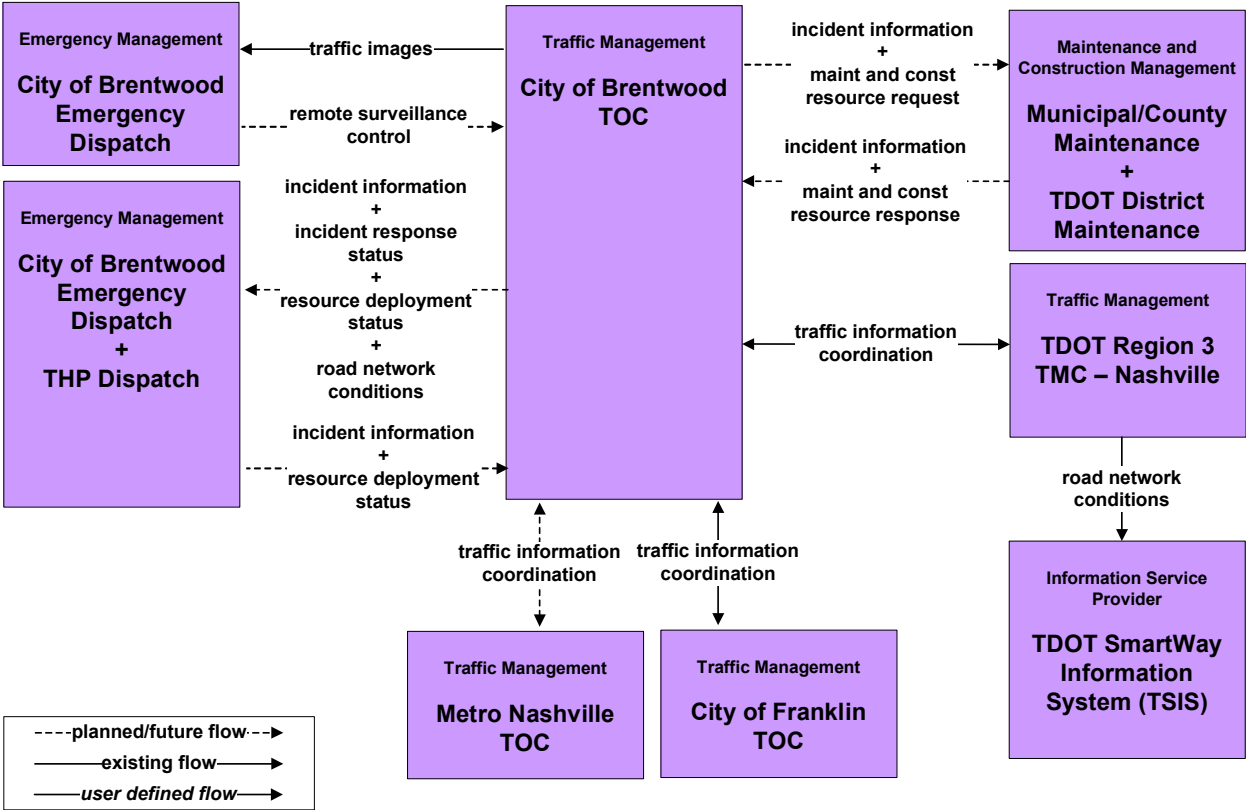 Emergency Management
City of Brentwood
Emergency
Dispatch
traffic images
remote surveillance
control
Traffic Management
City of Brentwood
TOC
incident information
+
maint and const
resource request
incident information
+
maint and const
resource response
Maintenance and
Construction Management
Municipal/County
Maintenance
+
TDOT District
Maintenance
Emergency Management
City of Brentwood
Emergency
Dispatch
+
THP Dispatch
incident information
+
incident response
status
+
resource deployment
status
+
road network
conditions
incident information
+
resource deployment
status
traffic information
coordination
Traffic Management
TDOT Region 3
TMC – Nashville
road network
conditions
Information Service
Provider
TDOT SmartWay
Information
System (TSIS)
traffic information
coordination
traffic information
coordination
Traffic Management
Metro Nashville
TOC
Traffic Management
City of Franklin
TOC
planned/future flow
existing flow
user defined flow